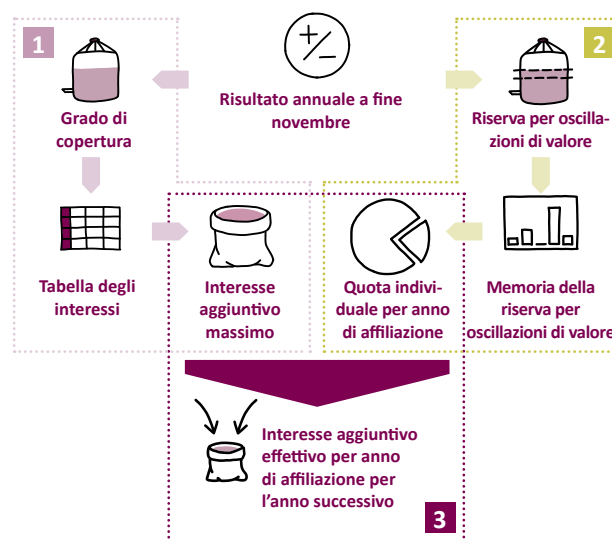 1
2
+/−
Risultato annuale a fine
novembre
Grado di
copertura
Riserva per oscilla-
zioni di valore
Tabella degli
interessi
Interesse
aggiuntivo
massimo
Quota indivi-
duale per anno
di affiliazione
Memoria della
riserva per
oscillazioni di valore
Interesse aggiuntivo
effettivo per anno
di affiliazione per
l’anno successivo
3